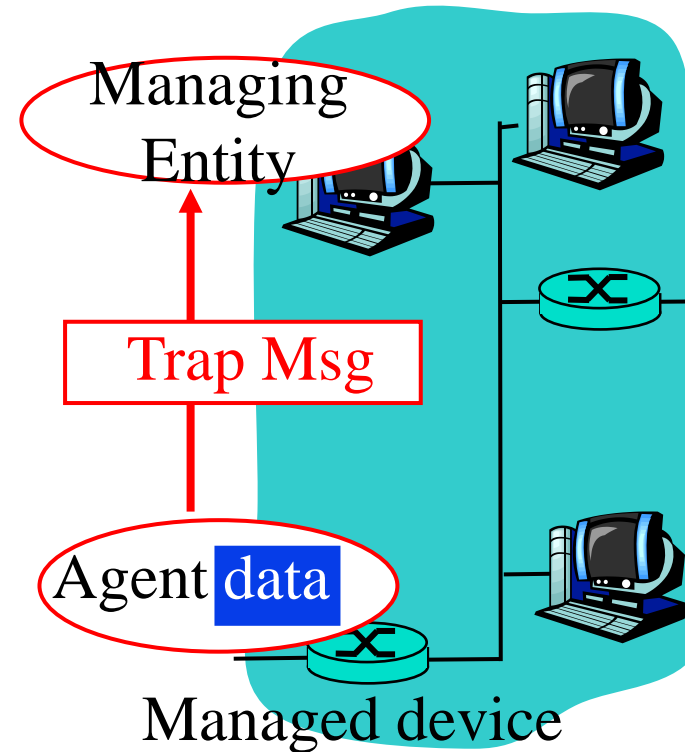 Managing
Entity
Trap Msg
Agent data
Managed device